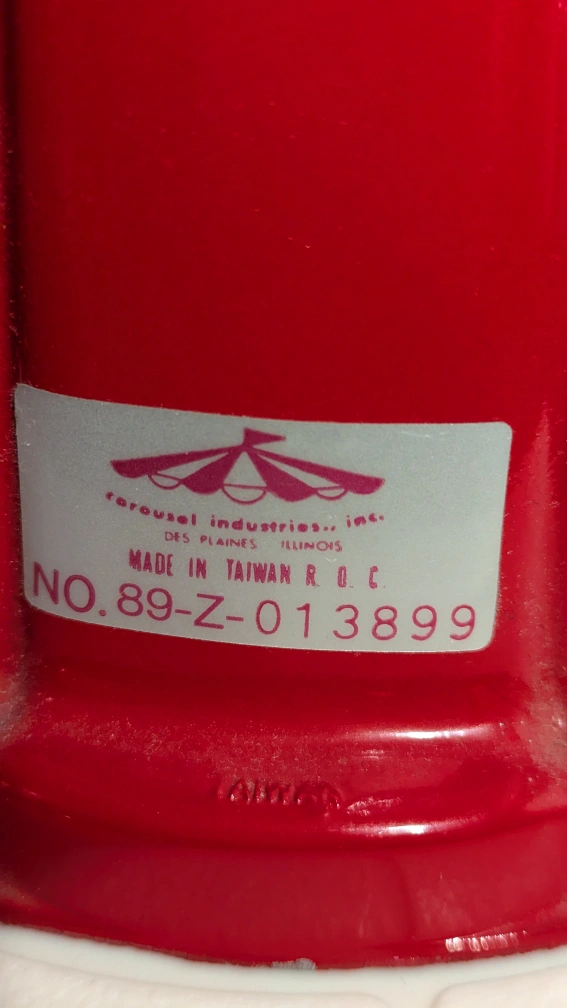 carousel industries., inc.
DES PLAINES ILLINOIS
MADE IN TAIWAN R. O. C.
NO. 89-Z-013899